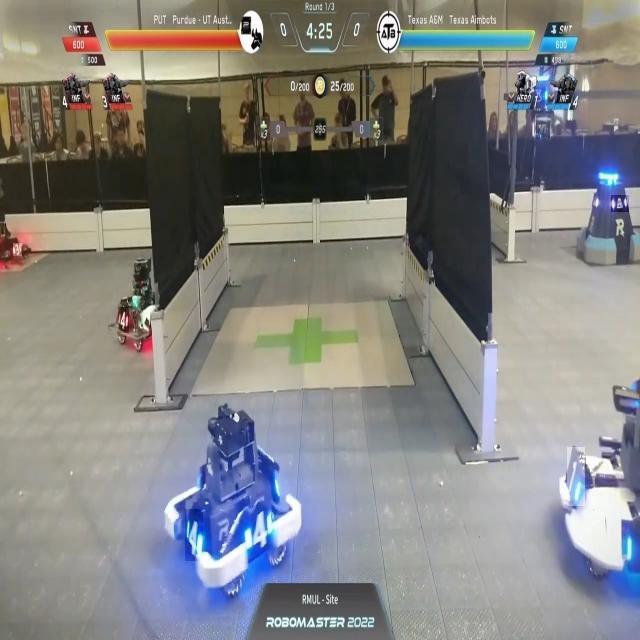 Round 1/3
PUT Purdue - UT Aust...
0
4:25
0
Texas A&M Texas Aimbots
SNT
600
500
SNT
600
4 INF 3 INF
HERO 1 INF 4
0/200
25/200
0
0
4
4
R
RMUL - Site
ROBOMASTER 2022